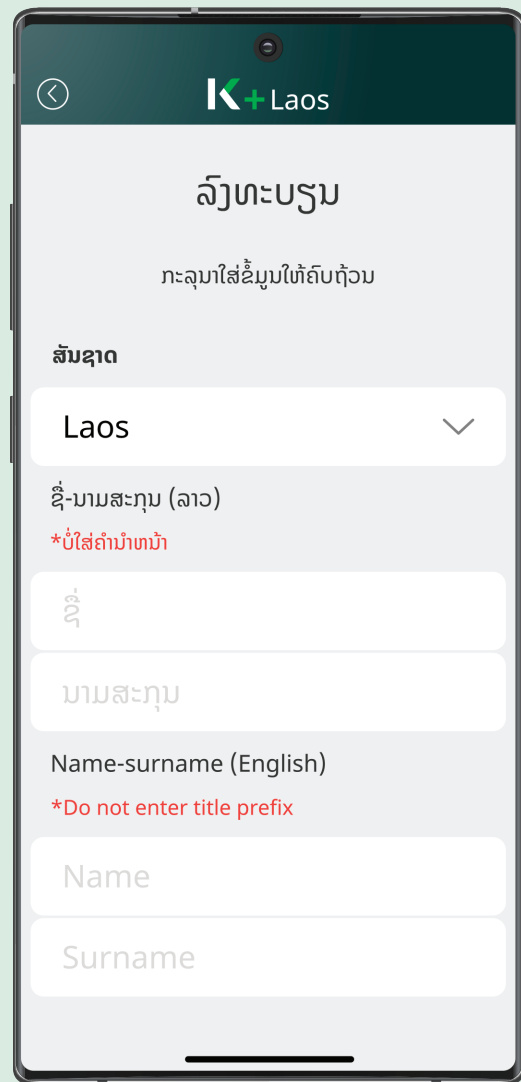 K+ Laos
ລົງທະບຽນ
ກະລຸນາໃສ່ຂໍ້ມູນໃຫ້ຄົບຖ້ວນ
ສັນຊາດ
Laos
ຊື່-ນາມສະກຸນ (ລາວ)
*ບໍ່ໃສ່ຄຳນຳຫນ້າ
ຊື່
ນາມສະກຸນ
Name-surname (English)
*Do not enter title prefix
Name
Surname